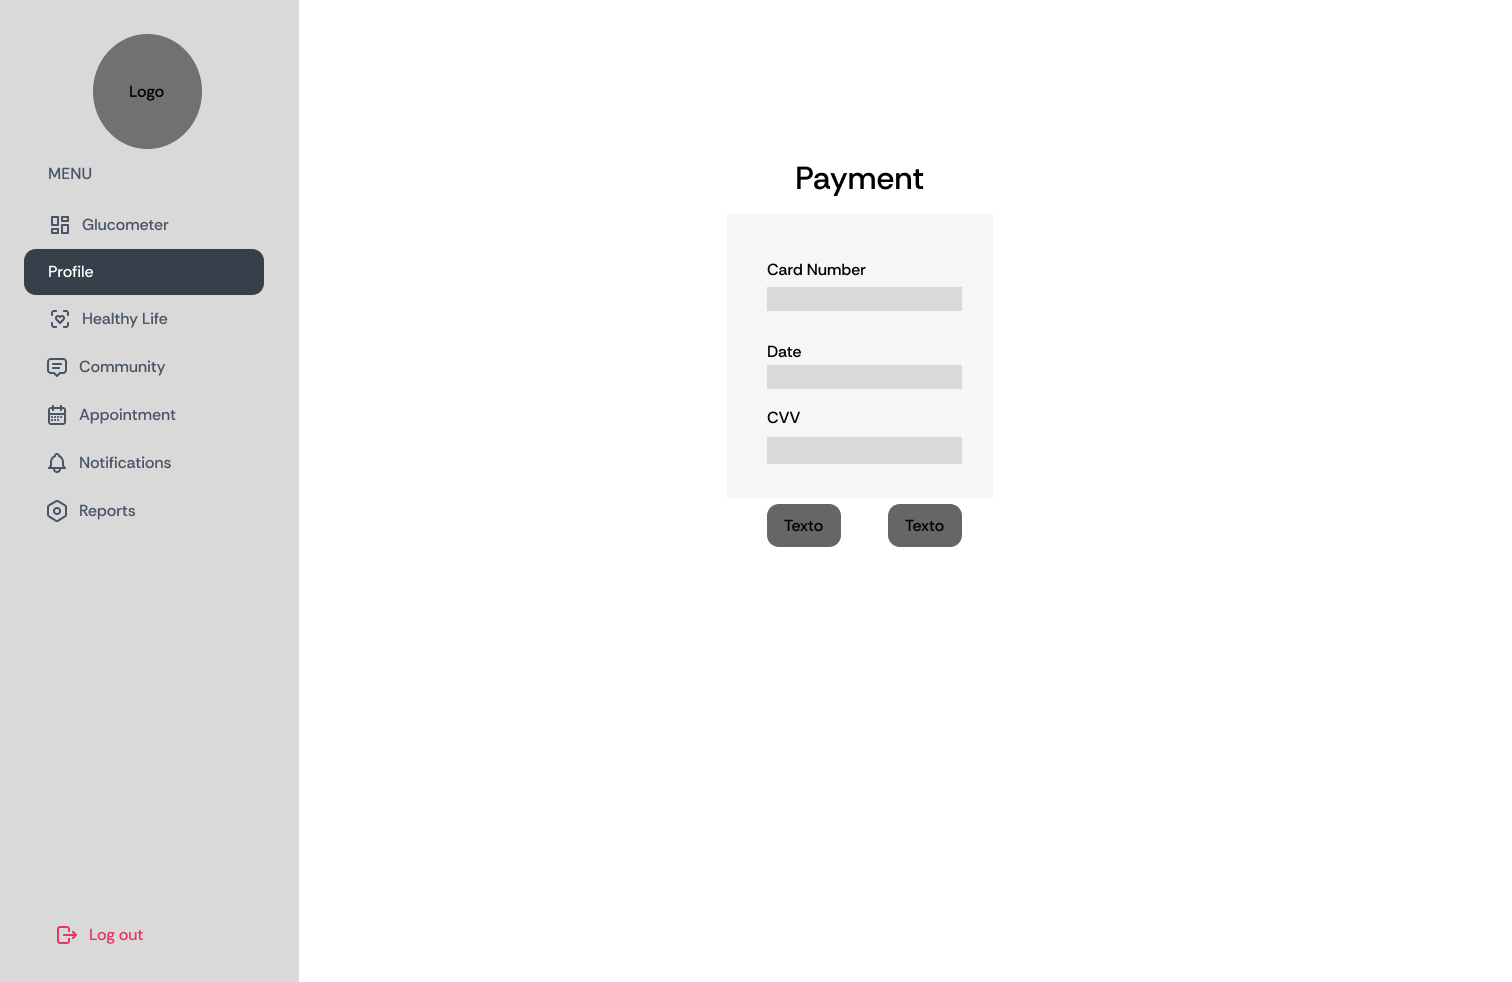 Logo
MENU
Glucometer
Profile
Healthy Life
Community
Appointment
Notifications
Reports
Log out
Payment
Card Number
Date
CVV
Texto
Texto